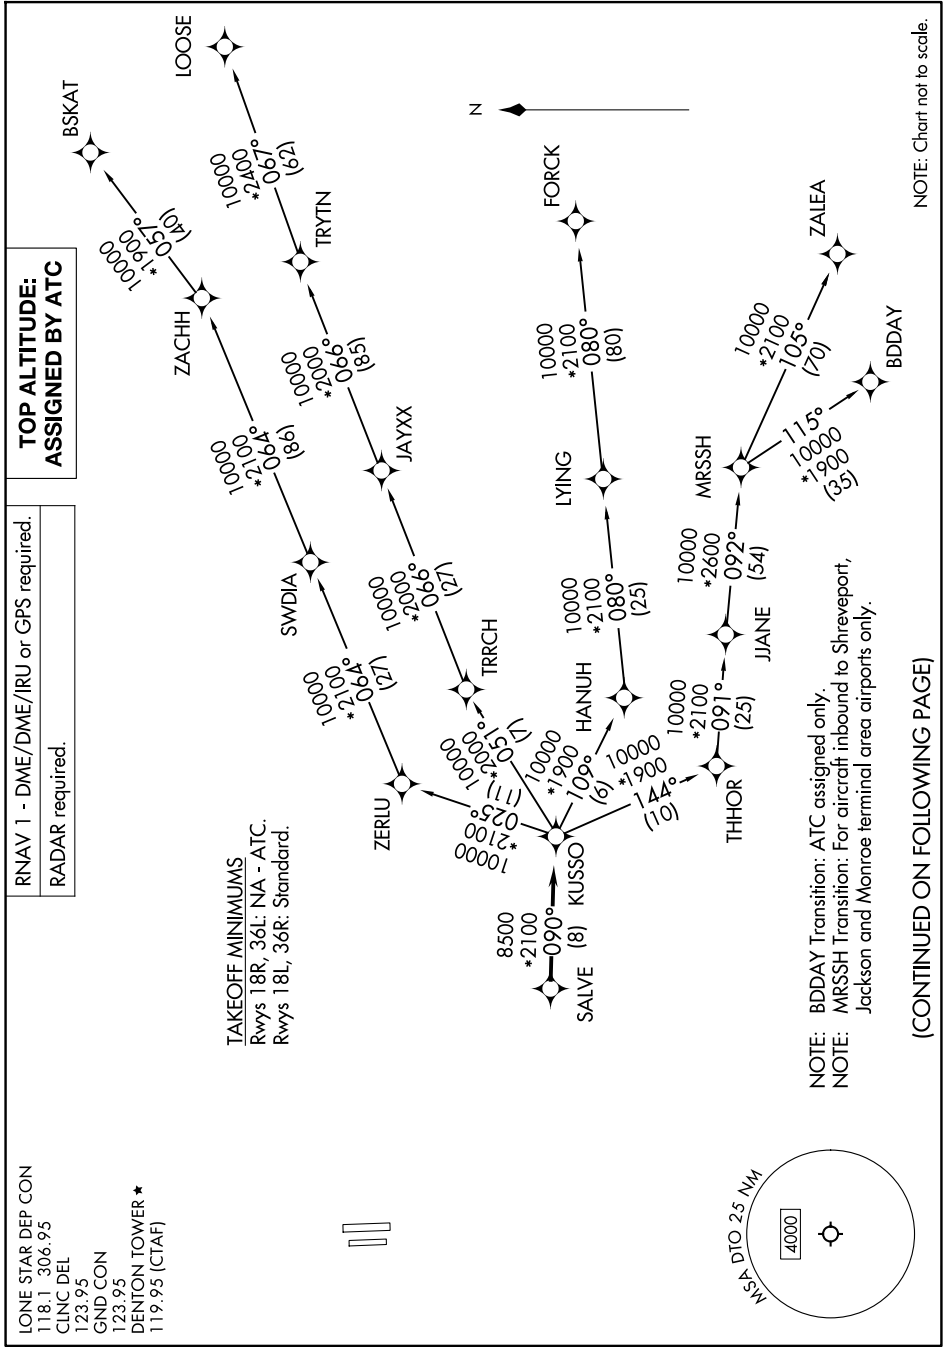 LONE STAR DEP CON
118.1 306.95
CLNC DEL
123.95
GND CON
123.95
DENTON TOWER ★
119.95 (CTAF)
RNAV 1 - DME/DME/IRU or GPS required.
RADAR required.
TOP ALTITUDE:
ASSIGNED BY ATC
TAKEOFF MINIMUMS
Rwys 18R, 36L: NA - ATC.
Rwys 18L, 36R: Standard.
BSKAT
10000
*1900
057°
(40)
ZACHH
10000
*2100
064°
(86)
SWDIA
10000
*2100
064°
(27)
ZERLU
10000
*2100
025°
(11)
LOOSE
10000
*2400
067°
(62)
TRYTN
10000
*2000
066°
(85)
JAYXX
10000
*2000
066°
(27)
TRRCH
10000
*2000
051°
(7)
N
FORCK
10000
*2100
080°
(80)
LYING
10000
*2100
080°
(25)
HANUH
10000
*1900
109°
(6)
SALVE
8500
*2100
090°
(8)
KUSSO
10000
*1900
144°
(10)
THHOR
10000
*2100
091°
(25)
JJANE
10000
*2600
092°
(54)
MRSSH
10000
*2100
105°
(70)
ZALEA
115°
10000
*1900
(35)
BDDAY
MSA DTO 25 NM
4000
NOTE: BDDAY Transition: ATC assigned only.
NOTE: MRSSH Transition: For aircraft inbound to Shreveport,
Jackson and Monroe terminal area airports only.
NOTE: Chart not to scale.
(CONTINUED ON FOLLOWING PAGE)